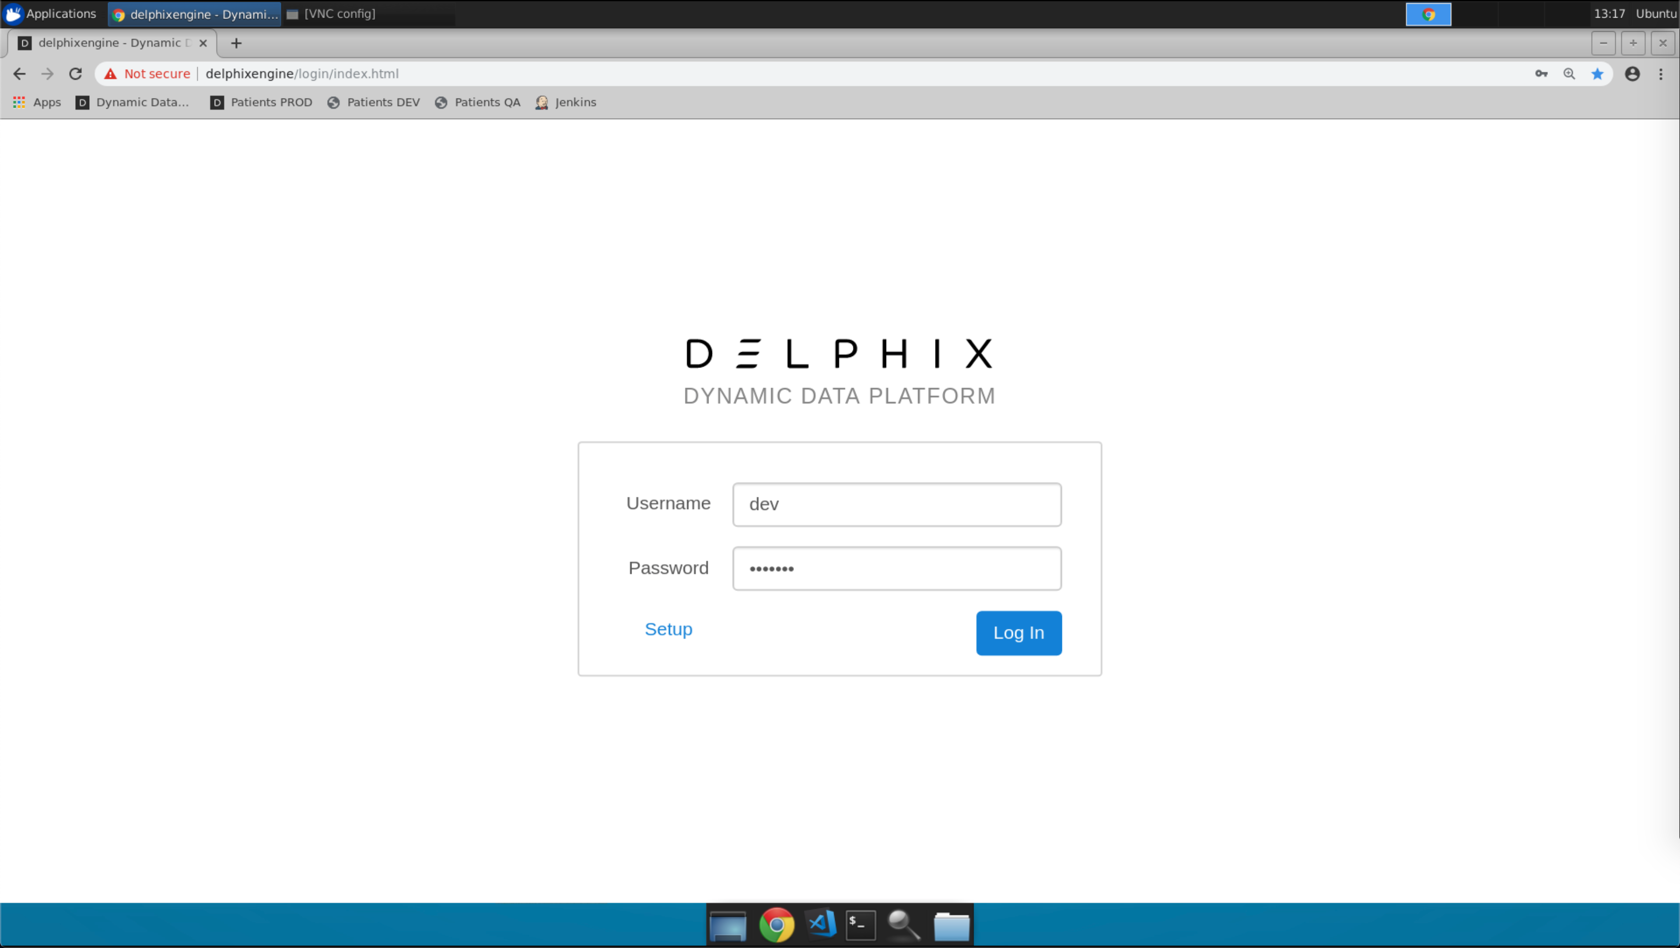 Applications delphixengine - Dynami... [VNC config] 13:17 Ubuntu
delphixengine - Dynamic
Not secure delphixengine/login/index.html
Apps Dynamic Data... Patients PROD Patients DEV Patients QA Jenkins
DELPHIX
DYNAMIC DATA PLATFORM
Username dev
Password •••••••
Setup Log In